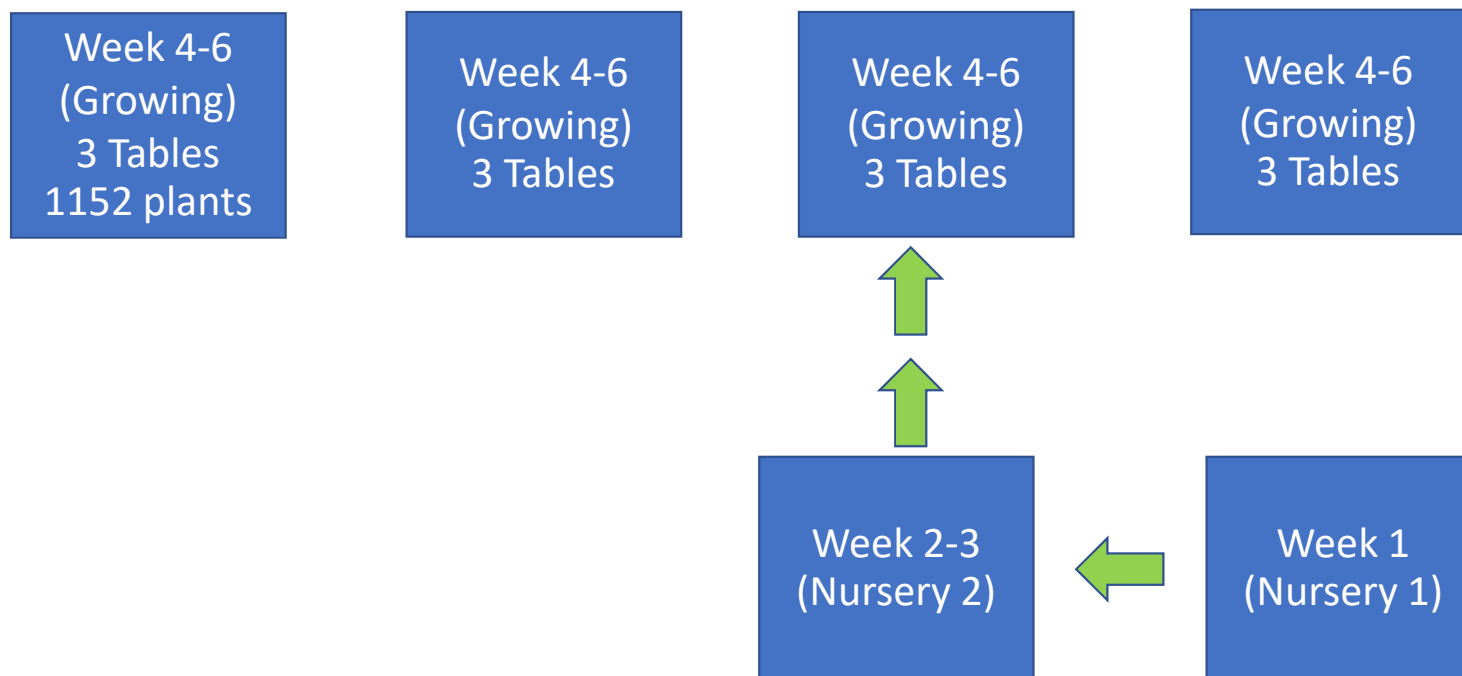 Week 4-6
(Growing)
3 Tables
1152 plants
Week 4-6
(Growing)
3 Tables
Week 4-6
(Growing)
3 Tables
Week 4-6
(Growing)
3 Tables
Week 2-3
(Nursery 2)
Week 1
(Nursery 1)